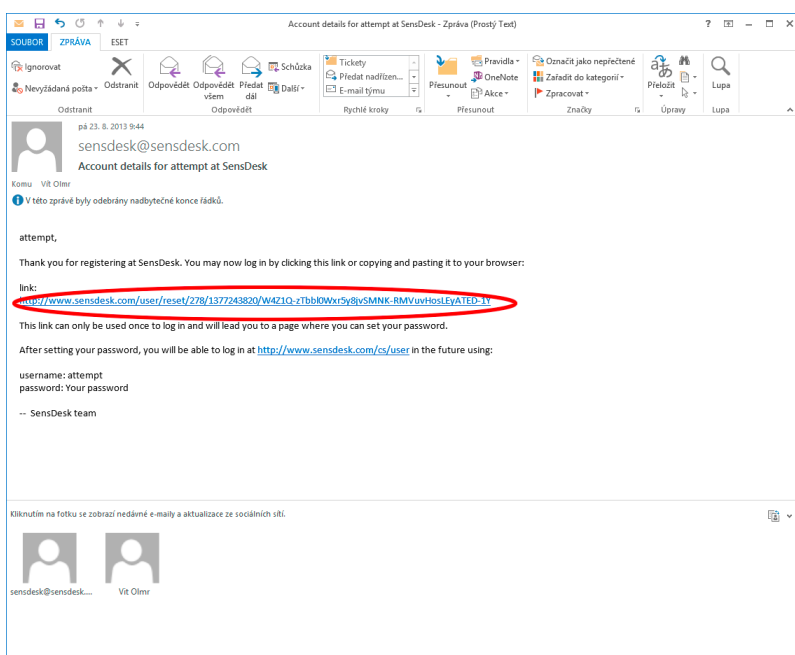 Account details for attempt at SensDesk - Zpráva (Prostý Text)
SOUBOR ZPRÁVA ESET
Ignorovat
Nevyžádaná pošta
Odstranit
Odpovědět
Odpovědět všem
Předat dál
Schůzka
Další
Tickety
Předat nadřízen...
E-mail týmu
Přesunout
Pravidla
OneNote
Akce
Označit jako nepřečtené
Zařadit do kategorií
Zpracovat
Přeložit
Lupa
Odstranit Odpovědět Rychlé kroky Přesunout Značky Úpravy Lupa
pá 23. 8. 2013 9:44
sensdesk@sensdesk.com
Account details for attempt at SensDesk
Komu Vít Olmr
V této zprávě byly odebrány nadbytečné konce řádků.
attempt,
Thank you for registering at SensDesk. You may now log in by clicking this link or copying and pasting it to your browser:
link:
http://www.sensdesk.com/user/reset/278/1377243820/W4Z1Q-zTbbl0Wxr5y8jvSMNK-RMVuvHosLEyATED-1Y
This link can only be used once to log in and will lead you to a page where you can set your password.
After setting your password, you will be able to log in at http://www.sensdesk.com/cs/user in the future using:
username: attempt
password: Your password
-- SensDesk team
Kliknutím na fotku se zobrazí nedávné e-maily a aktualizace ze sociálních sítí.
sensdesk@sensdesk.... Vít Olmr